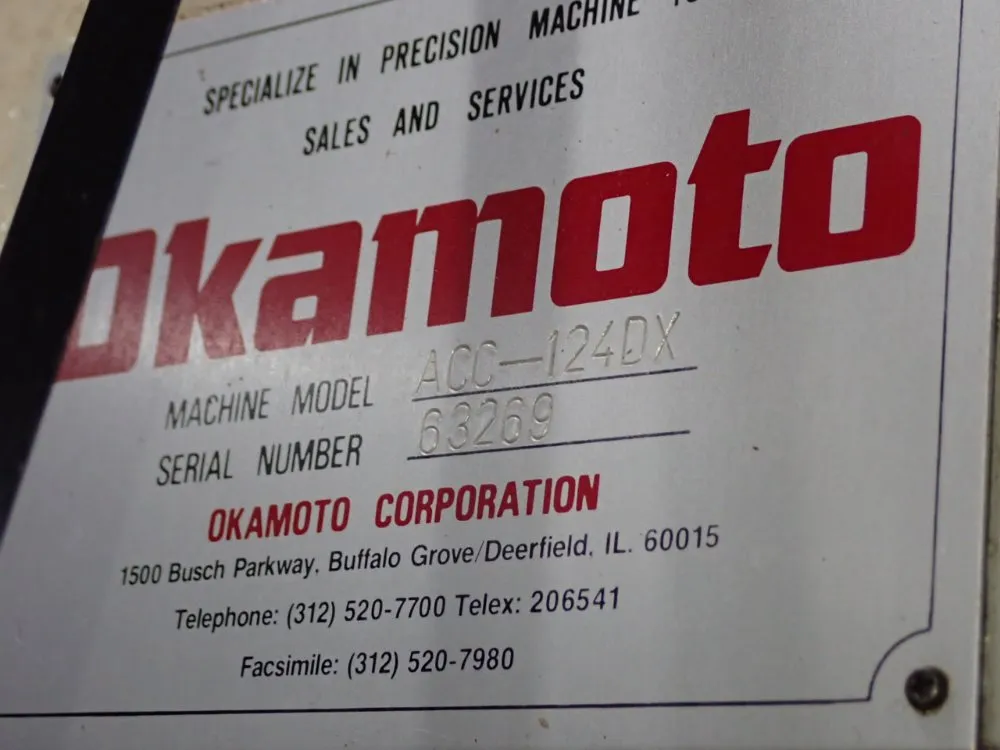 SPECIALIZE IN PRECISION MACHINE
SALES AND SERVICES
Okamoto
MACHINE MODEL ACC-124DX
SERIAL NUMBER 63269
OKAMOTO CORPORATION
1500 Busch Parkway, Buffalo Grove/Deerfield, IL. 60015
Telephone: (312) 520-7700 Telex: 206541
Facsimile: (312) 520-7980